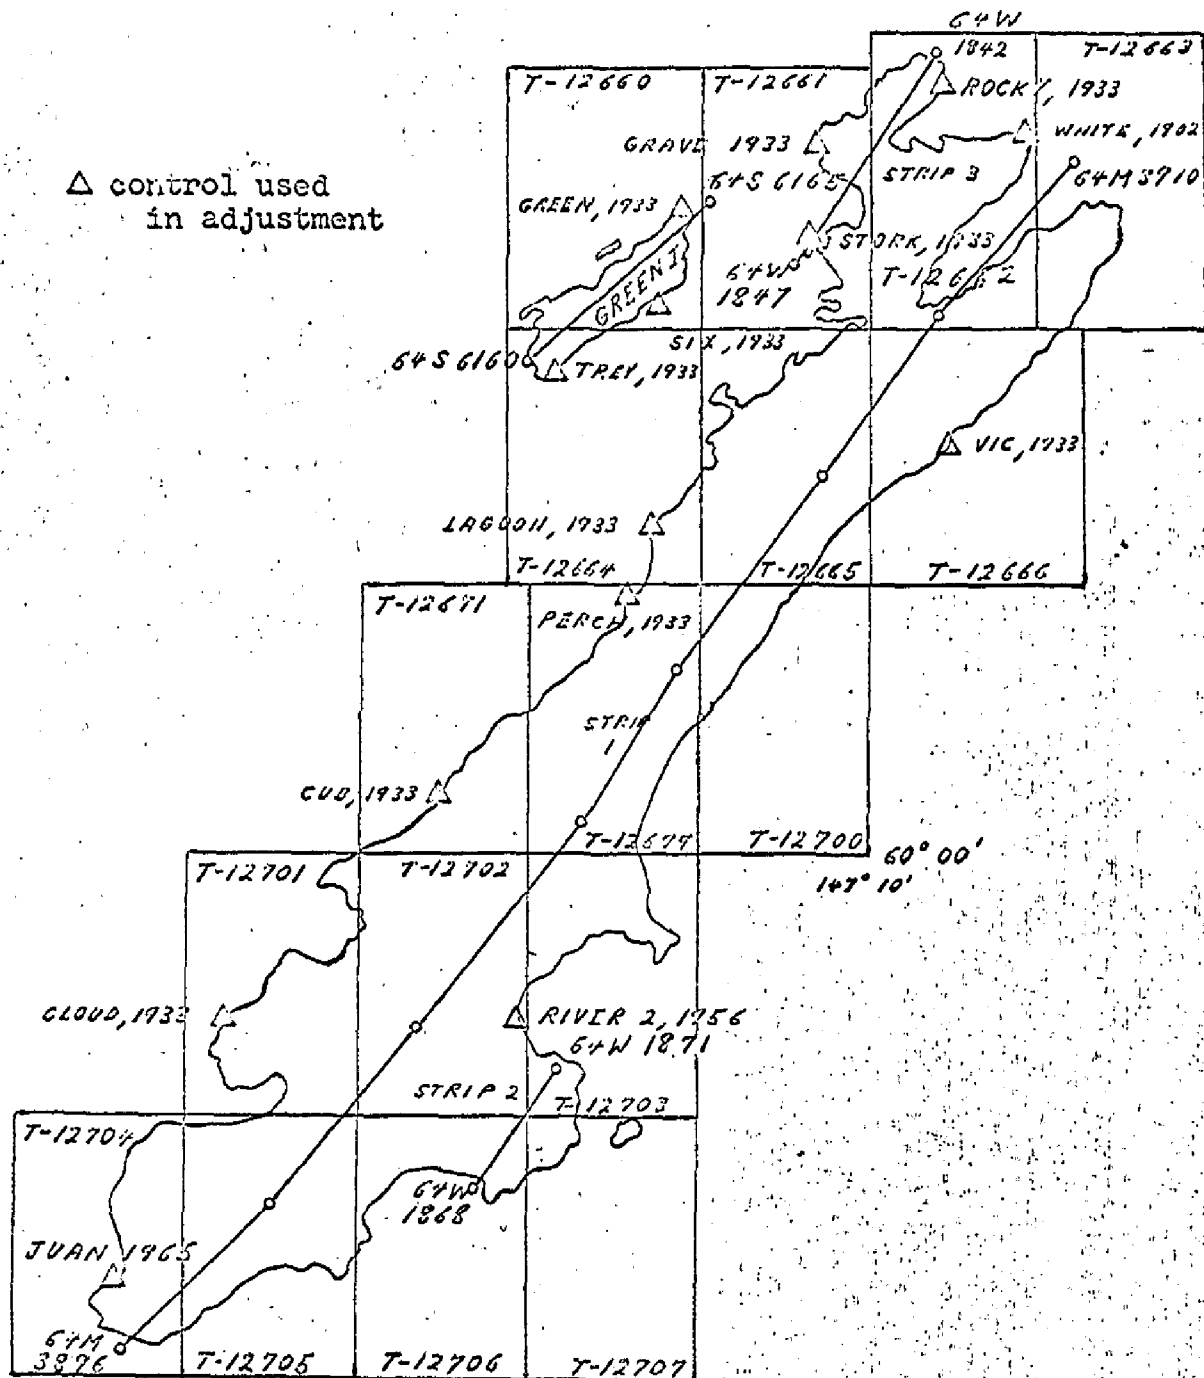 64W
1842
T-12663
T-12660
T-12661
ROCK, 1933
GRAVE 1933
WHITE, 1902
STRIP 3
64M 3710
△ control used
in adjustment
64S 6165
GREEN, 1933
STORK, 1933
64W
1847
T-12662
GREEN I
SIX, 1933
64S 6160
TREY, 1933
VIC, 1933
LAGOON, 1933
T-12664
T-12665
T-12666
T-12671
PERCH, 1933
STRIP
1
CUD, 1933
T-12700
60° 00'
147° 10'
T-12701
T-12702
CLOUD, 1933
RIVER 2, 1956
64W 1871
STRIP 2
T-12703
T-12704
64W
1868
JUAN 1965
64M
3876
T-12705
T-12706
T-12707